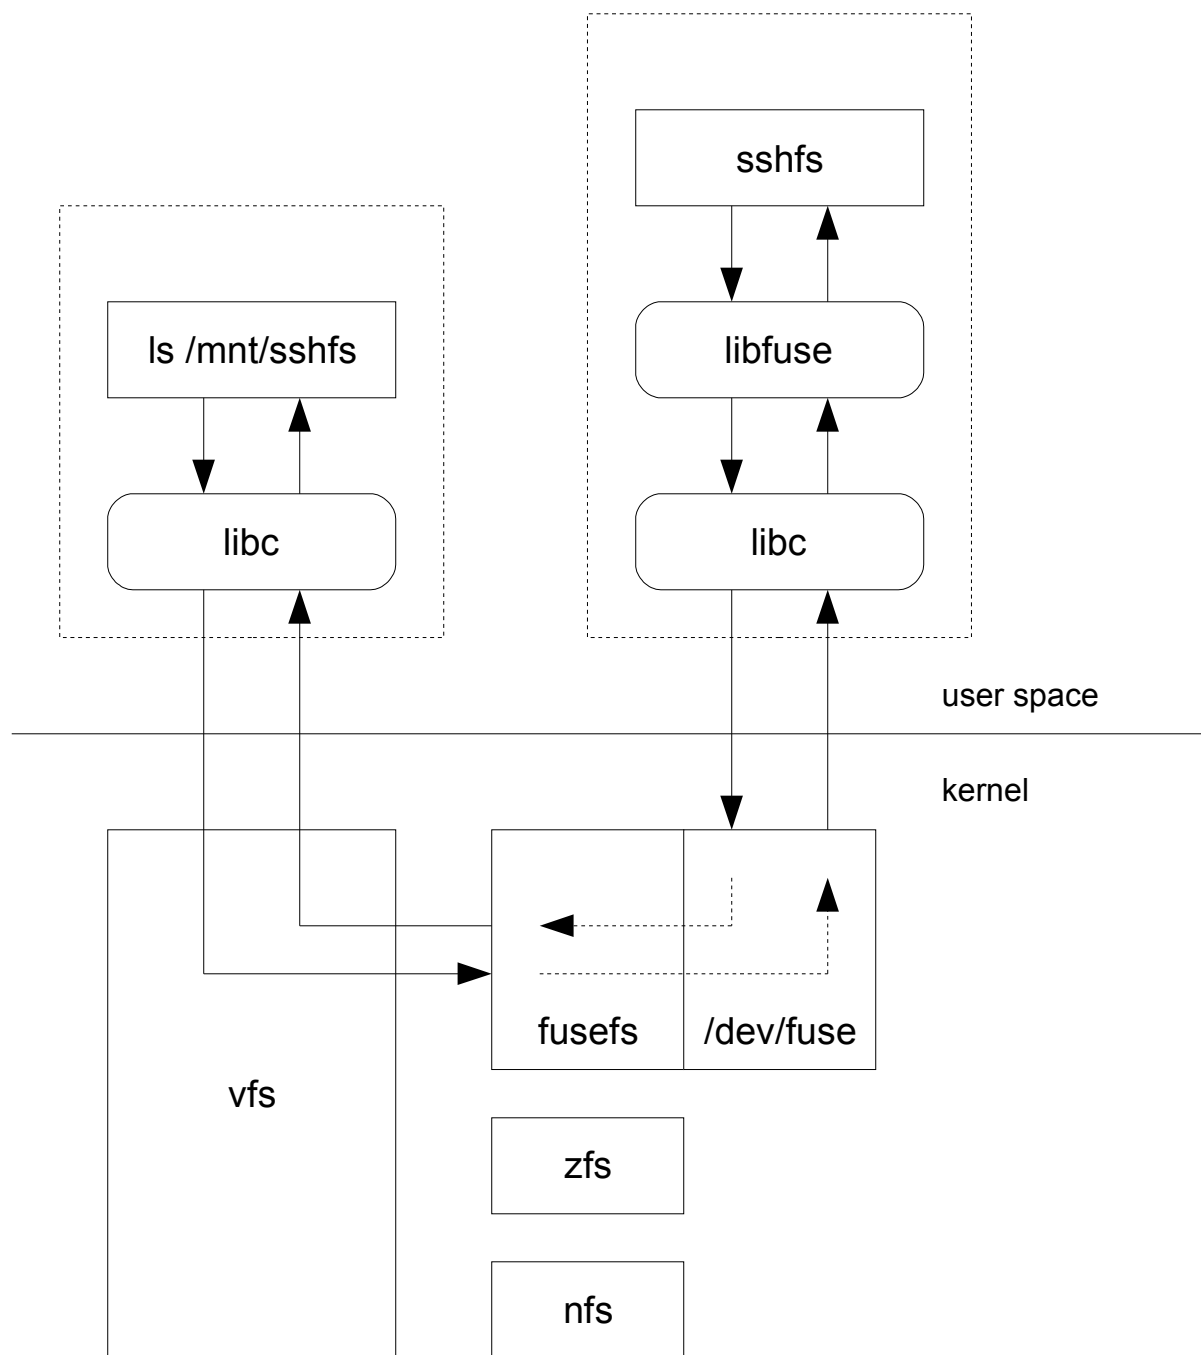 sshfs
ls /mnt/sshfs
libfuse
libc
libc
user space
kernel
fusefs
/dev/fuse
vfs
zfs
nfs